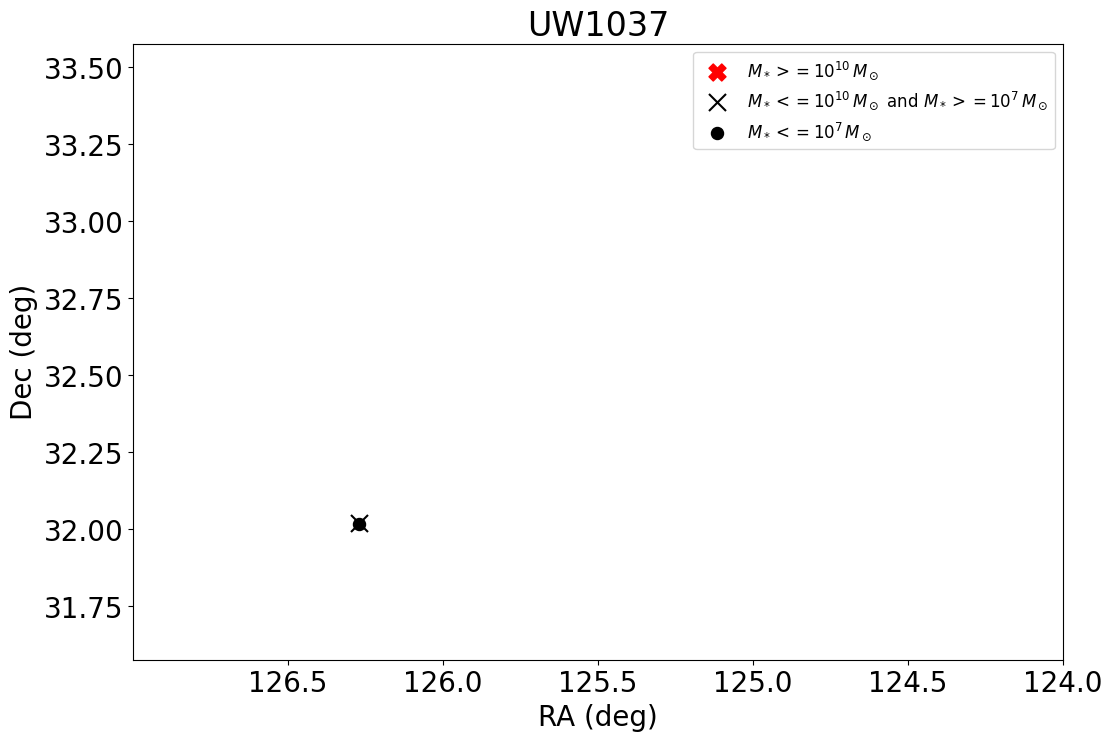 UW1037
M* >= 10^10 M⊙
M* <= 10^10 M⊙ and M* >= 10^7 M⊙
M* <= 10^7 M⊙
33.50
33.25
33.00
32.75
32.50
32.25
32.00
31.75
Dec (deg)
126.5 126.0 125.5 125.0 124.5 124.0
RA (deg)